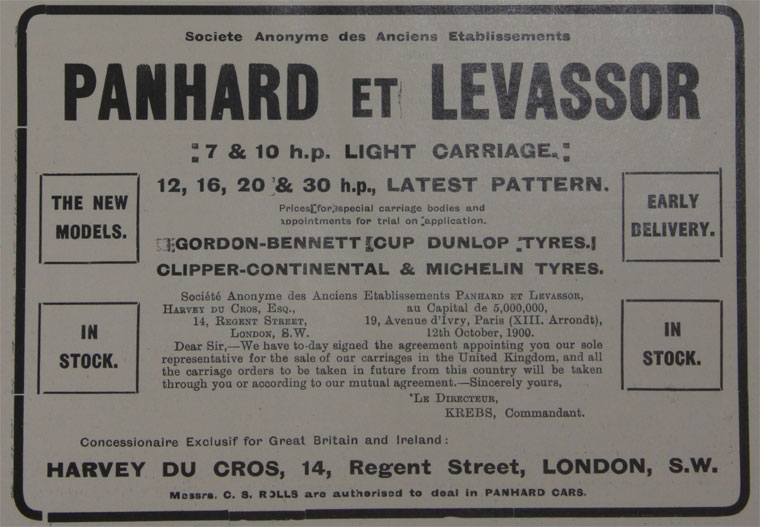 Societe Anonyme des Anciens Etablissements
PANHARD ET LEVASSOR
7 & 10 h.p. LIGHT CARRIAGE.
12, 16, 20 & 30 h.p., LATEST PATTERN.
THE NEW
MODELS.
EARLY
DELIVERY.
Prices for special carriage bodies and
appointments for trial on application.
GORDON-BENNETT CUP DUNLOP TYRES.
CLIPPER-CONTINENTAL & MICHELIN TYRES.
IN
STOCK.
IN
STOCK.
Société Anonyme des Anciens Etablissements PANHARD ET LEVASSOR,
HARVEY DU CROS, ESQ., au Capital de 5,000,000,
14, REGENT STREET, 19, Avenue d'Ivry, Paris (XIII. Arrondt),
LONDON, S.W. 12th October, 1900.
Dear Sir,—We have to-day signed the agreement appointing you our sole
representative for the sale of our carriages in the United Kingdom, and all
the carriage orders to be taken in future from this country will be taken
through you or according to our mutual agreement.—Sincerely yours,
LE DIRECTEUR,
KREBS, Commandant.
Concessionaire Exclusif for Great Britain and Ireland:
HARVEY DU CROS, 14, Regent Street, LONDON, S.W.
Messrs. C. S. ROLLS are authorised to deal in PANHARD CARS.